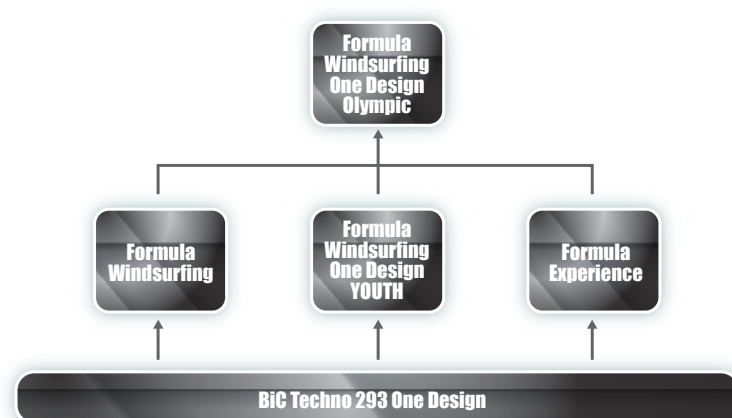 Formula
Windsurfing
One Design
Olympic
Formula
Windsurfing
Formula
Windsurfing
One Design
YOUTH
Formula
Experience
BiC Techno 293 One Design